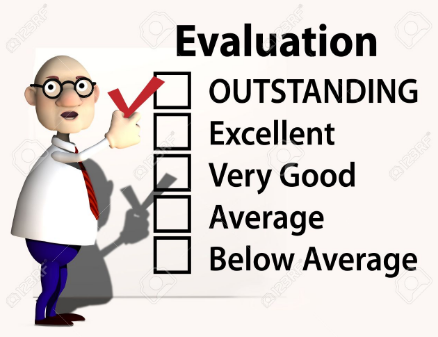 Evaluation
OUTSTANDING
Excellent
Very Good
Average
Below Average